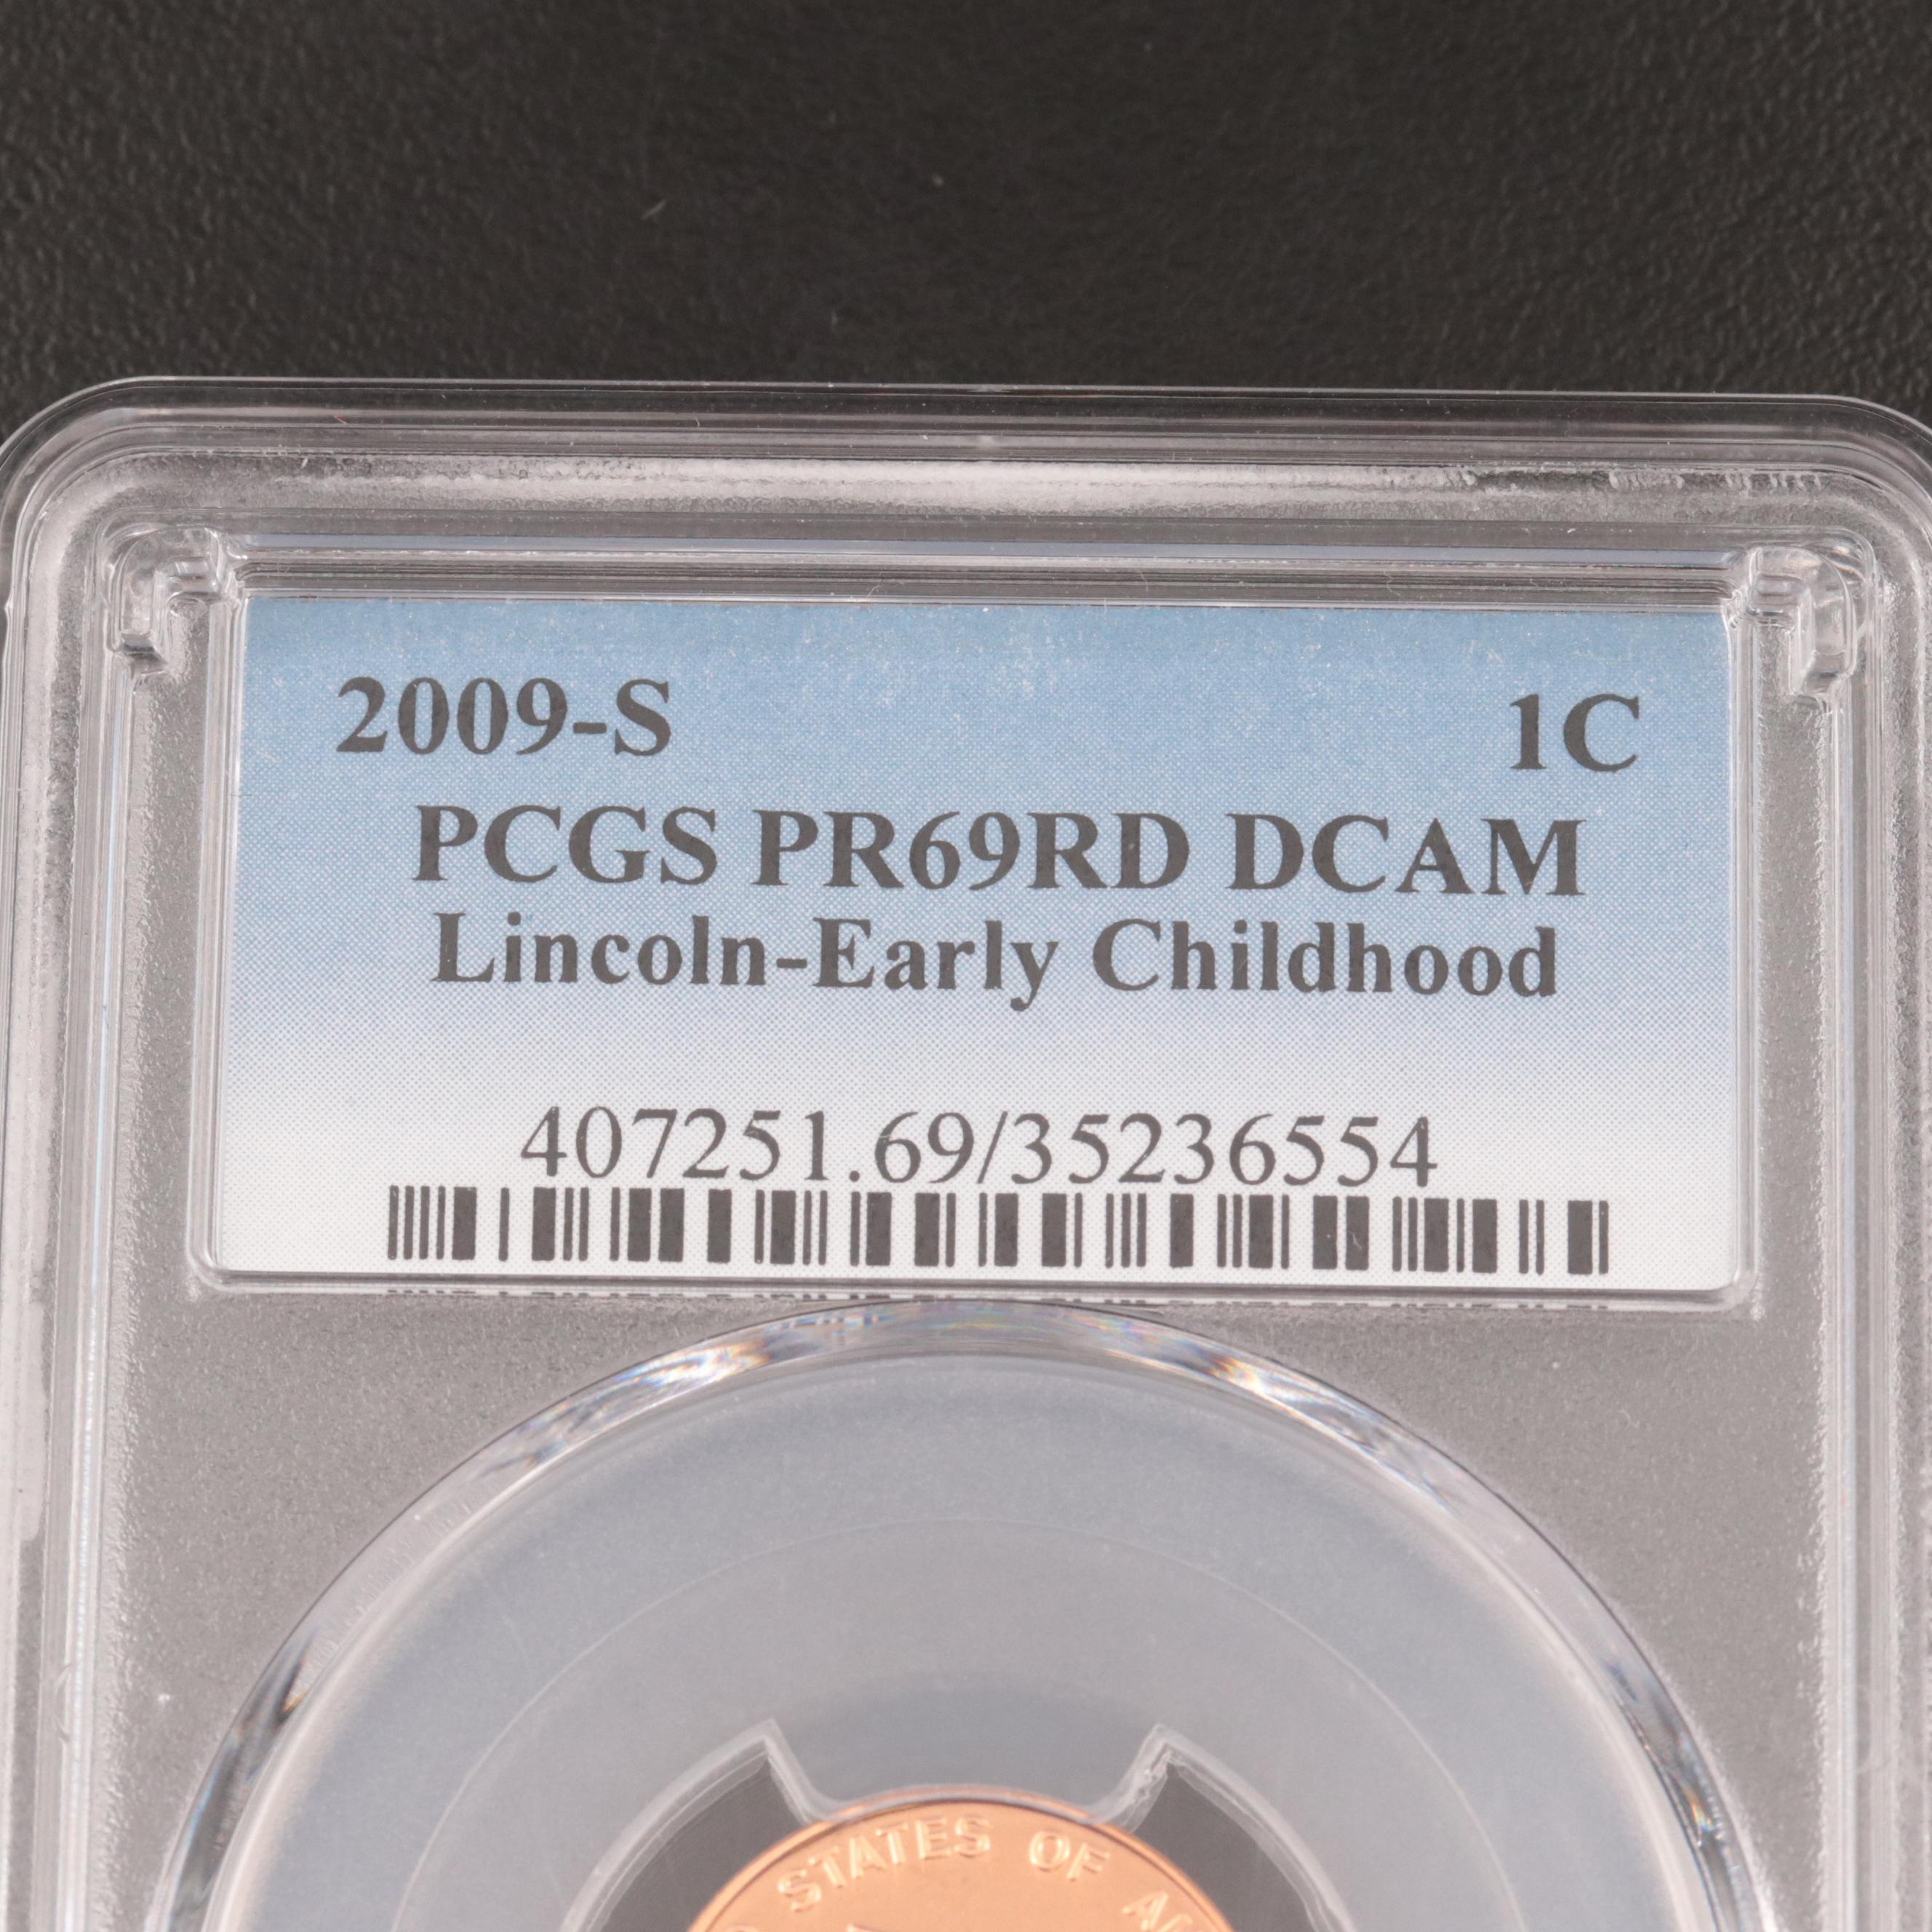 2009-S 1C
PCGS PR69RD DCAM
Lincoln-Early Childhood
407251.69/35236554
STATES OF